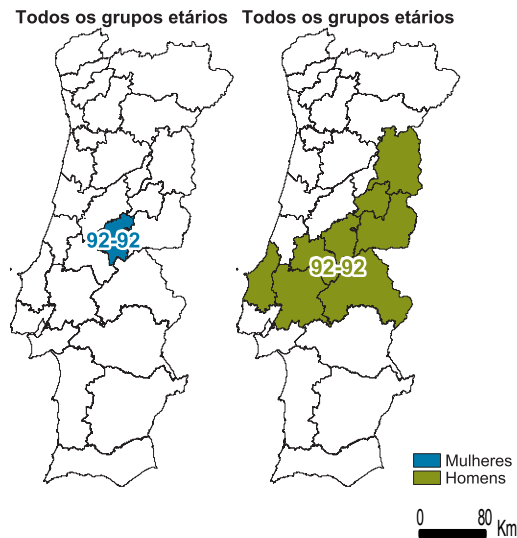 Todos os grupos etários
Todos os grupos etários
92-92
92-92
Mulheres
Homens
0 80 Km